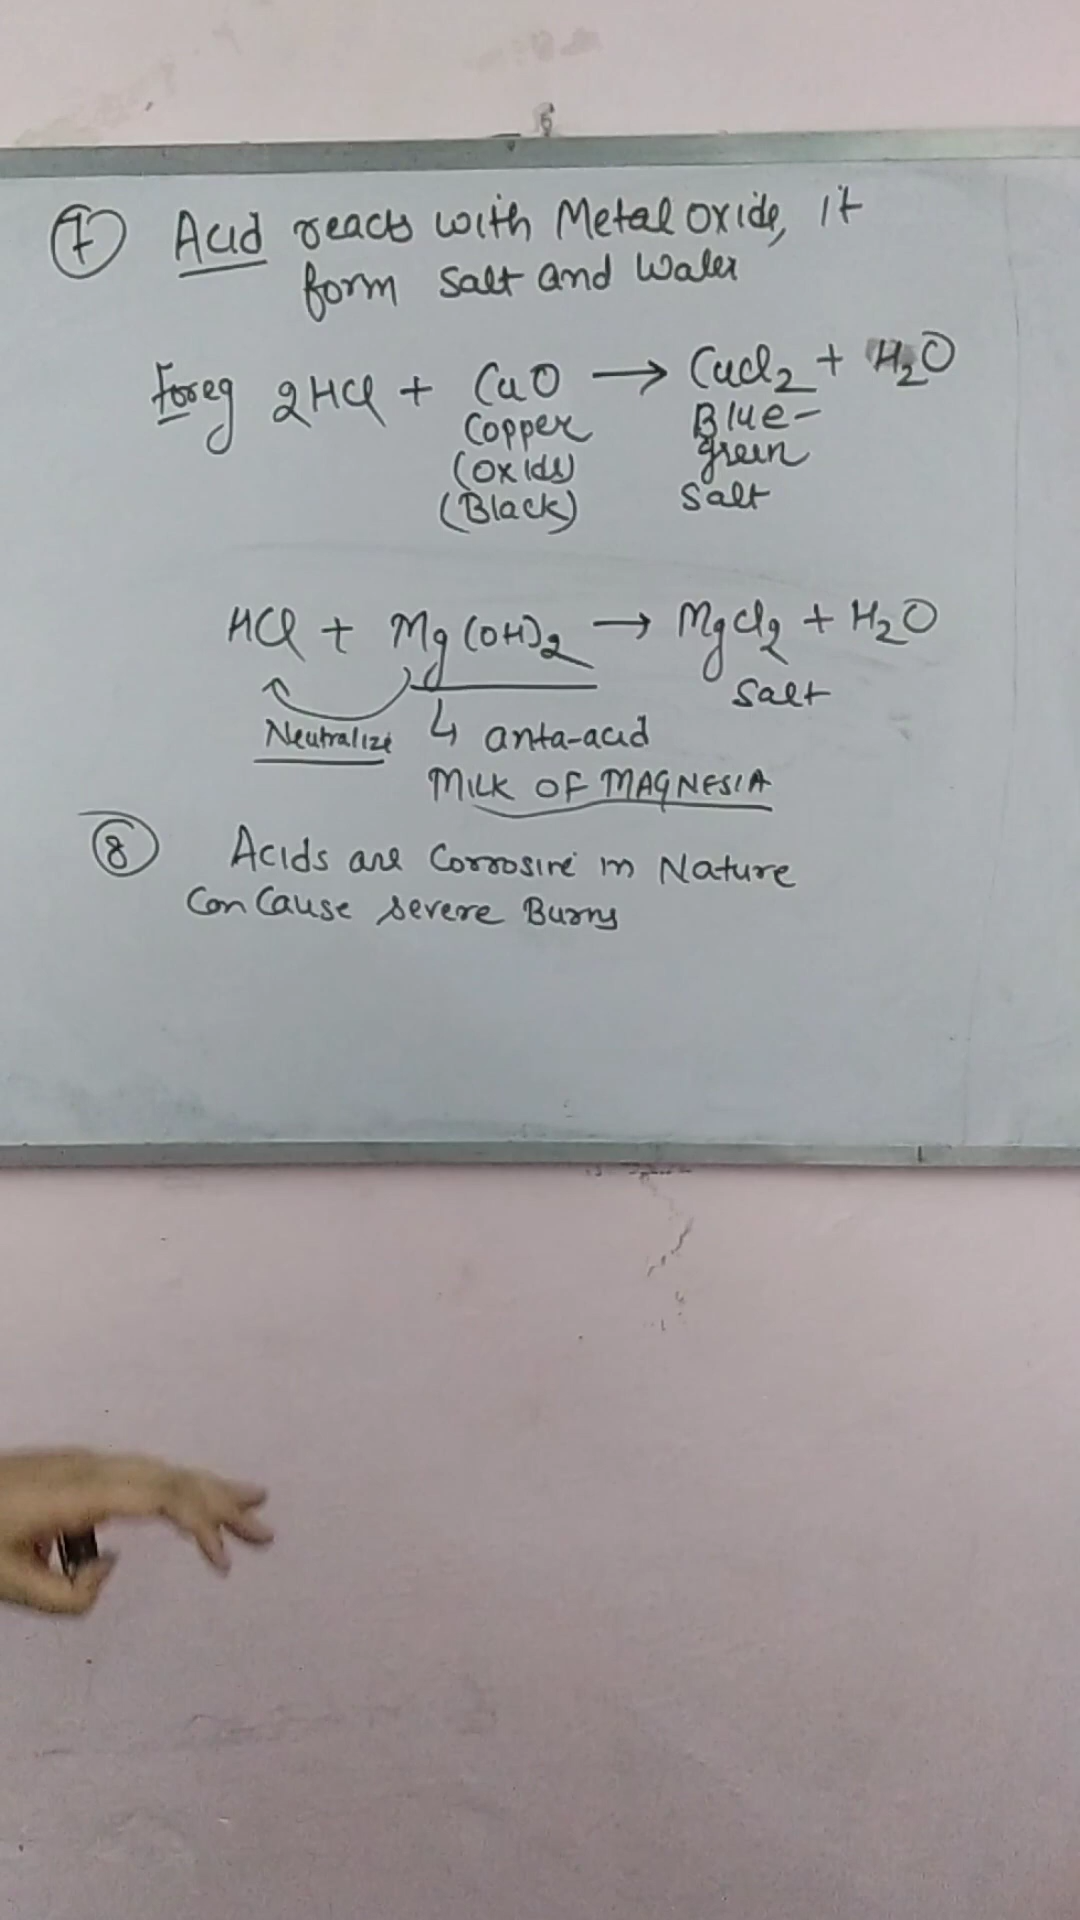 7 Acid reacts with Metal oxide, it
form Salt and Water
For eg 2HCl + CuO → CuCl2 + H2O
Copper Blue-
(Oxide) green
(Black) Salt
HCl + Mg(OH)2 → MgCl2 + H2O
Salt
Neutralize ↳ anta-acid
MILK OF MAGNESIA
8 Acids are Corrosive in Nature
Can Cause severe Burns